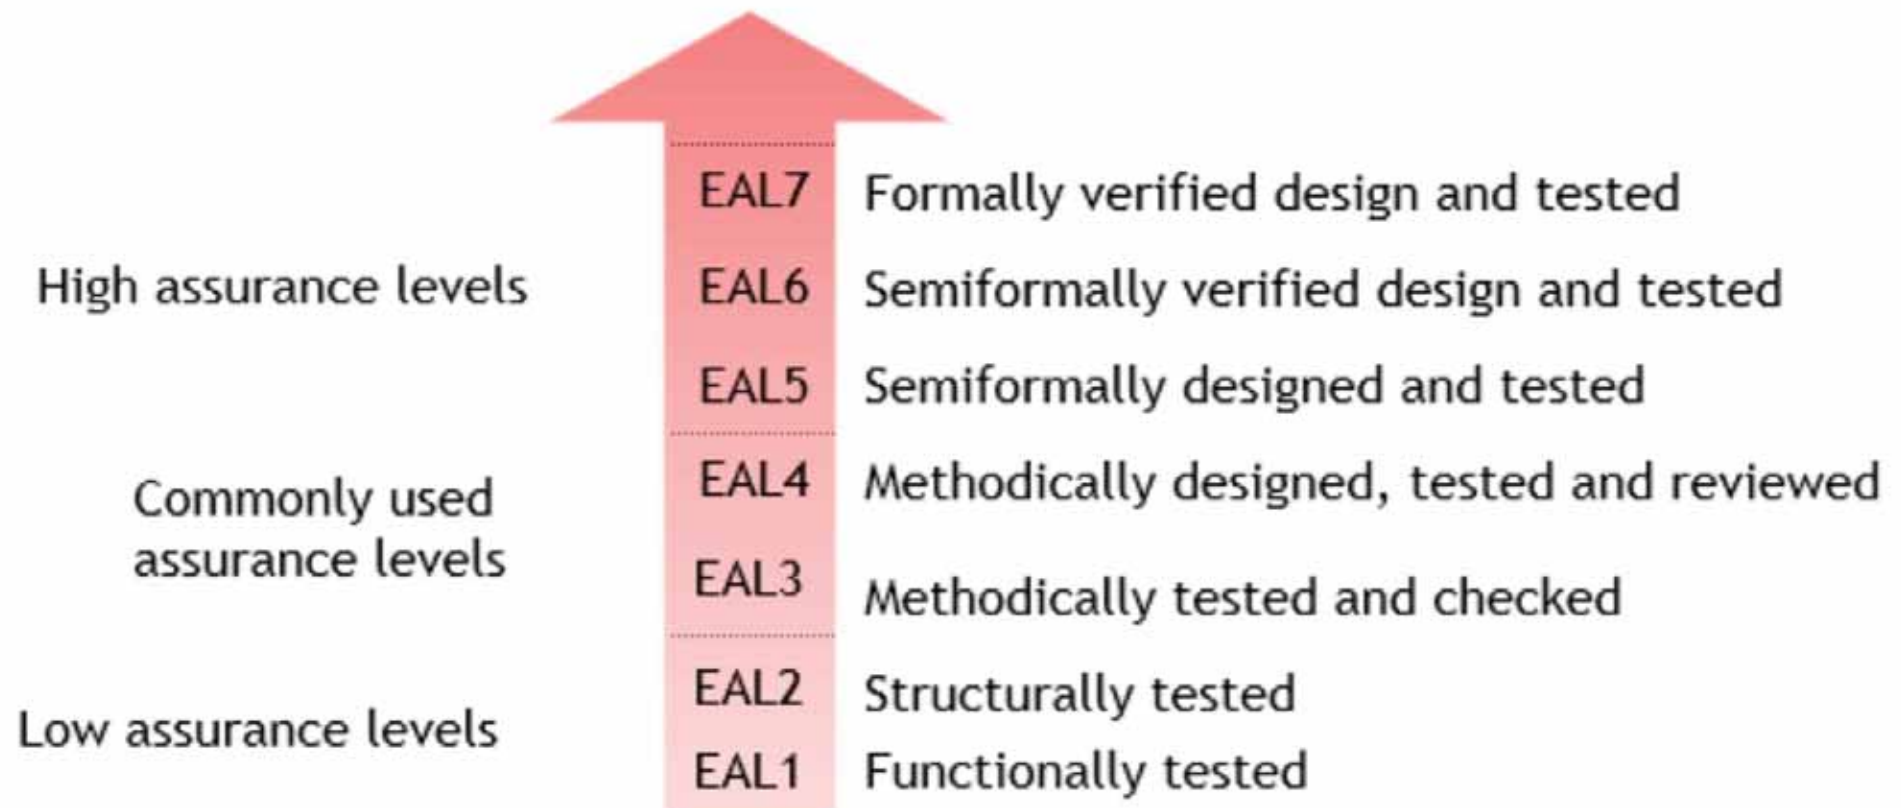 EAL7 Formally verified design and tested
High assurance levels
EAL6 Semiformally verified design and tested
EAL5 Semiformally designed and tested
EAL4 Methodically designed, tested and reviewed
Commonly used
assurance levels
EAL3 Methodically tested and checked
EAL2 Structurally tested
Low assurance levels
EAL1 Functionally tested